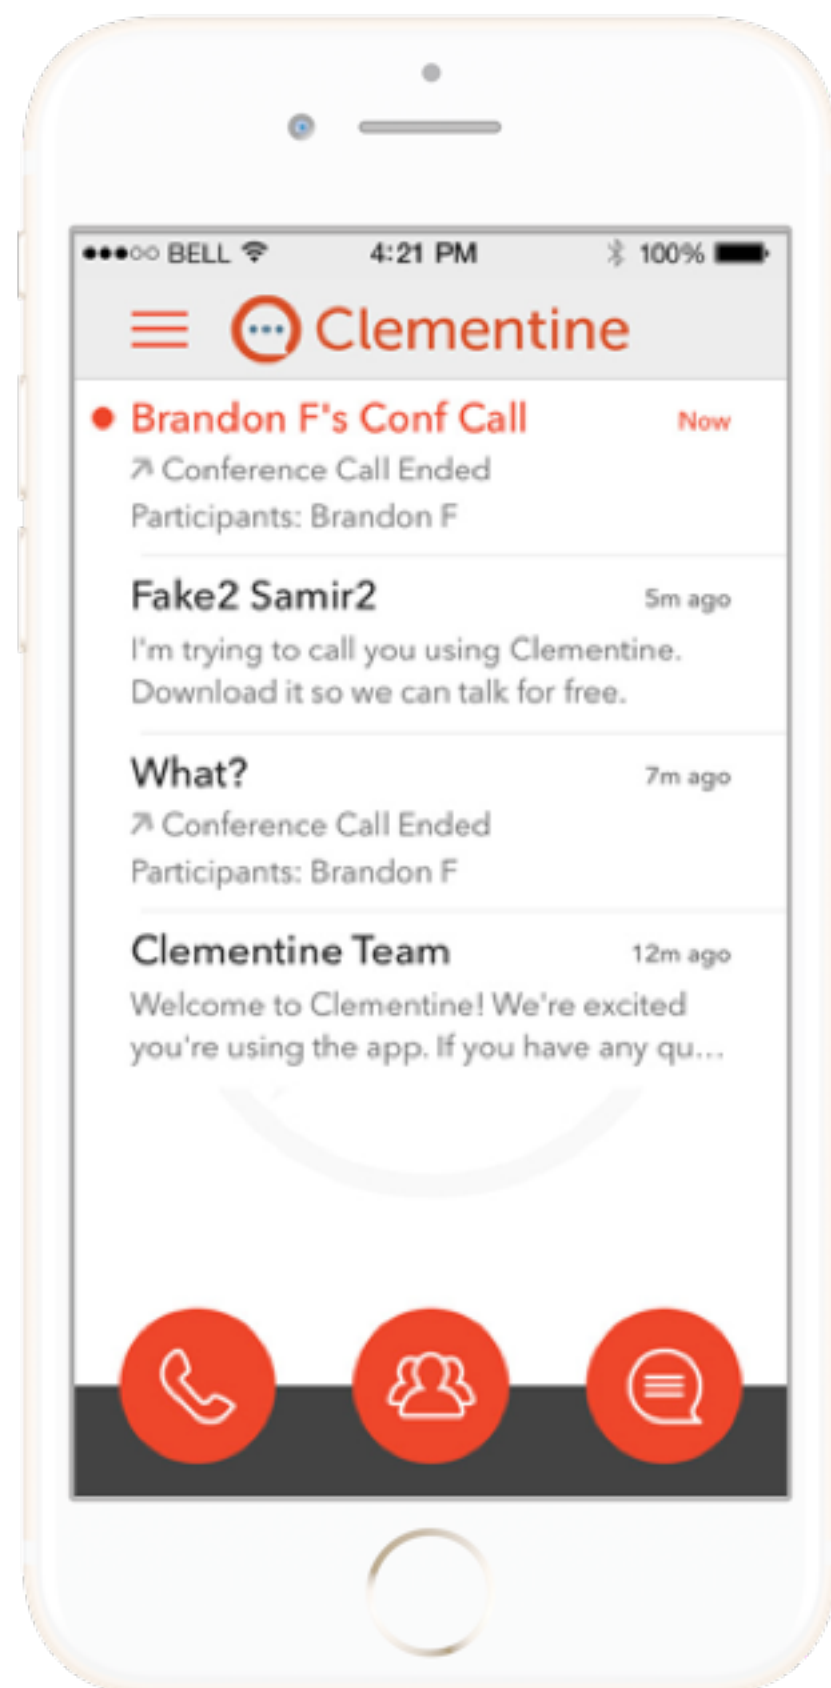 BELL 4:21 PM 100%
Clementine
Brandon F's Conf Call Now
Conference Call Ended
Participants: Brandon F
Fake2 Samir2 5m ago
I'm trying to call you using Clementine.
Download it so we can talk for free.
What? 7m ago
Conference Call Ended
Participants: Brandon F
Clementine Team 12m ago
Welcome to Clementine! We're excited
you're using the app. If you have any qu...